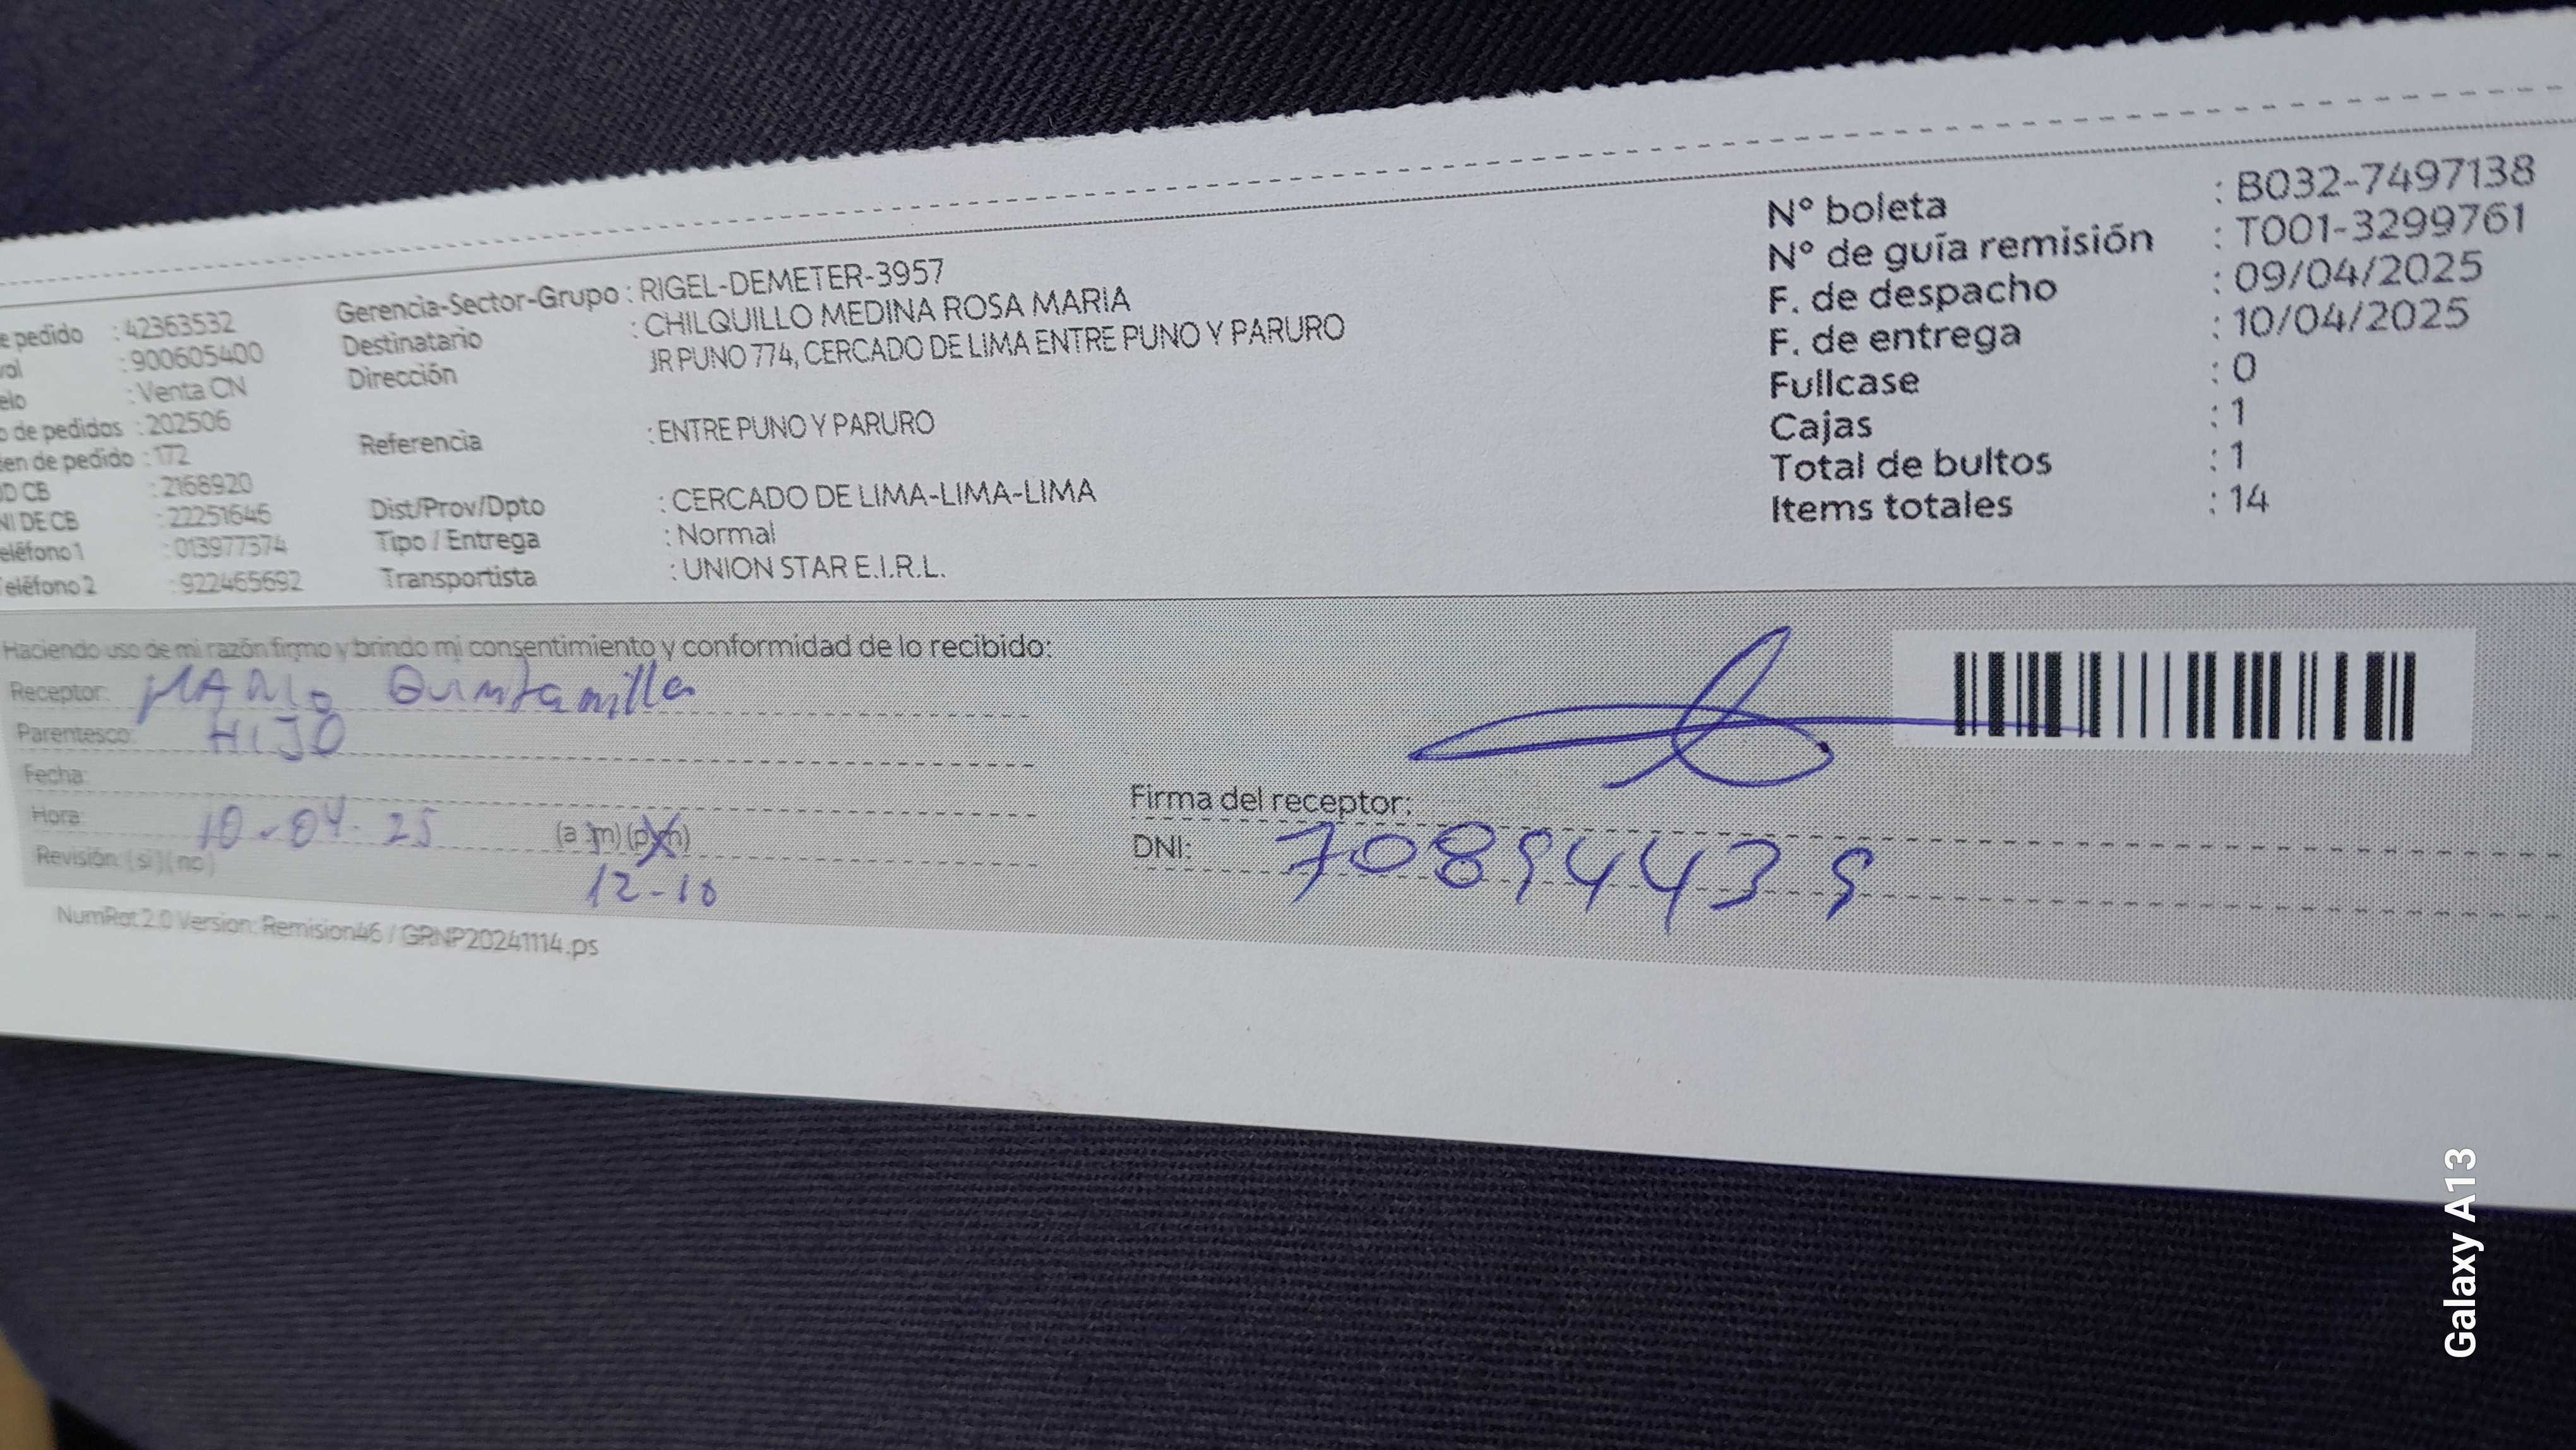 e pedido : 42363532
val : 900605400
elo : Venta CN
o de pedidos : 202506
en de pedido : 172
D CB : 2168920
NI DE CB : 22251646
eléfono 1 : 013977374
eléfono 2 : 922465692
Gerencia-Sector-Grupo : RIGEL-DEMETER-3957
Destinatario : CHILQUILLO MEDINA ROSA MARIA
Dirección JR PUNO 774, CERCADO DE LIMA ENTRE PUNO Y PARURO
Referencia : ENTRE PUNO Y PARURO
Dist/Prov/Dpto : CERCADO DE LIMA-LIMA-LIMA
Tipo / Entrega : Normal
Transportista : UNION STAR E.I.R.L.
N° boleta : B032-7497138
N° de guía remisión : T001-3299761
F. de despacho : 09/04/2025
F. de entrega : 10/04/2025
Fullcase : 0
Cajas : 1
Total de bultos : 1
Items totales : 14
Haciendo uso de mi razón firmo y brindo mi consentimiento y conformidad de lo recibido:
Receptor: Quintanilla
Parentesco: HIJO
Fecha:
Hora: 10-04-25 (a m) (p m)
Revisión: (si) (no) 12-10
Firma del receptor:
DNI:
NumRot2.0 Version: Remision46 / GRNP20241114.ps
Galaxy A13